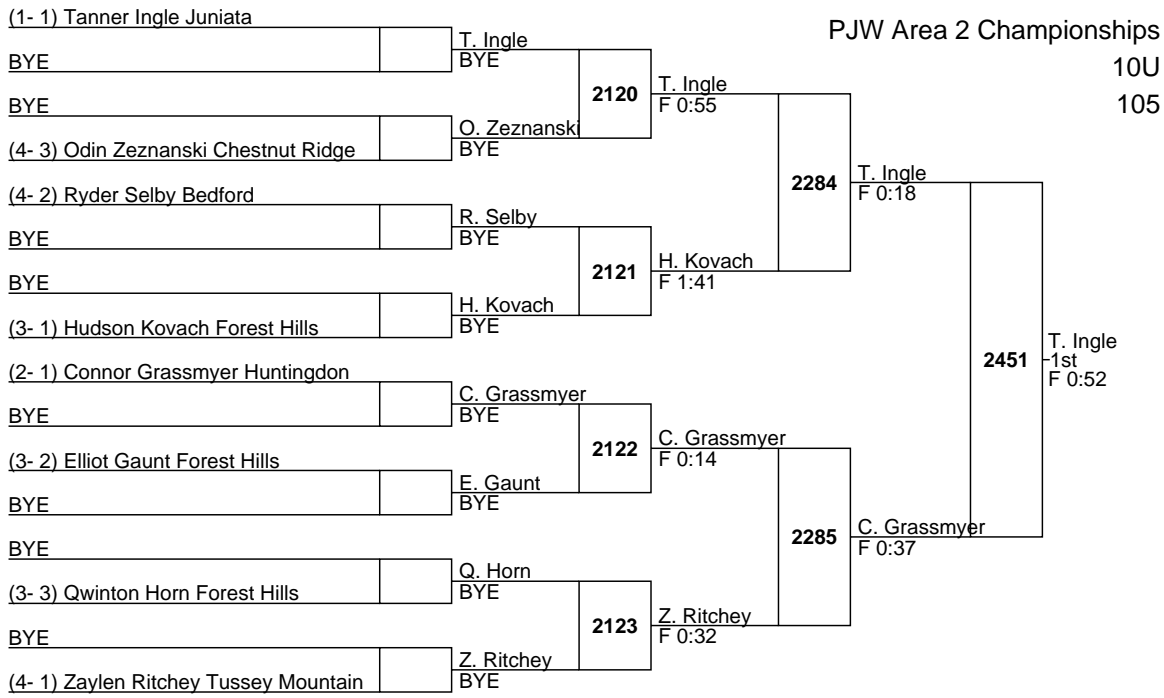 PJW Area 2 Championships
10U
105
(1- 1) Tanner Ingle Juniata
BYE
BYE
(4- 3) Odin Zeznanski Chestnut Ridge
(4- 2) Ryder Selby Bedford
BYE
BYE
(3- 1) Hudson Kovach Forest Hills
(2- 1) Connor Grassmyer Huntingdon
BYE
(3- 2) Elliot Gaunt Forest Hills
BYE
BYE
(3- 3) Qwinton Horn Forest Hills
BYE
(4- 1) Zaylen Ritchey Tussey Mountain
T. Ingle
BYE
O. Zeznanski
BYE
R. Selby
BYE
H. Kovach
BYE
C. Grassmyer
BYE
E. Gaunt
BYE
Q. Horn
BYE
Z. Ritchey
BYE
2120
2121
2122
2123
T. Ingle
F 0:55
H. Kovach
F 1:41
C. Grassmyer
F 0:14
Z. Ritchey
F 0:32
2284
2285
T. Ingle
F 0:18
C. Grassmyer
F 0:37
2451
T. Ingle
1st
F 0:52